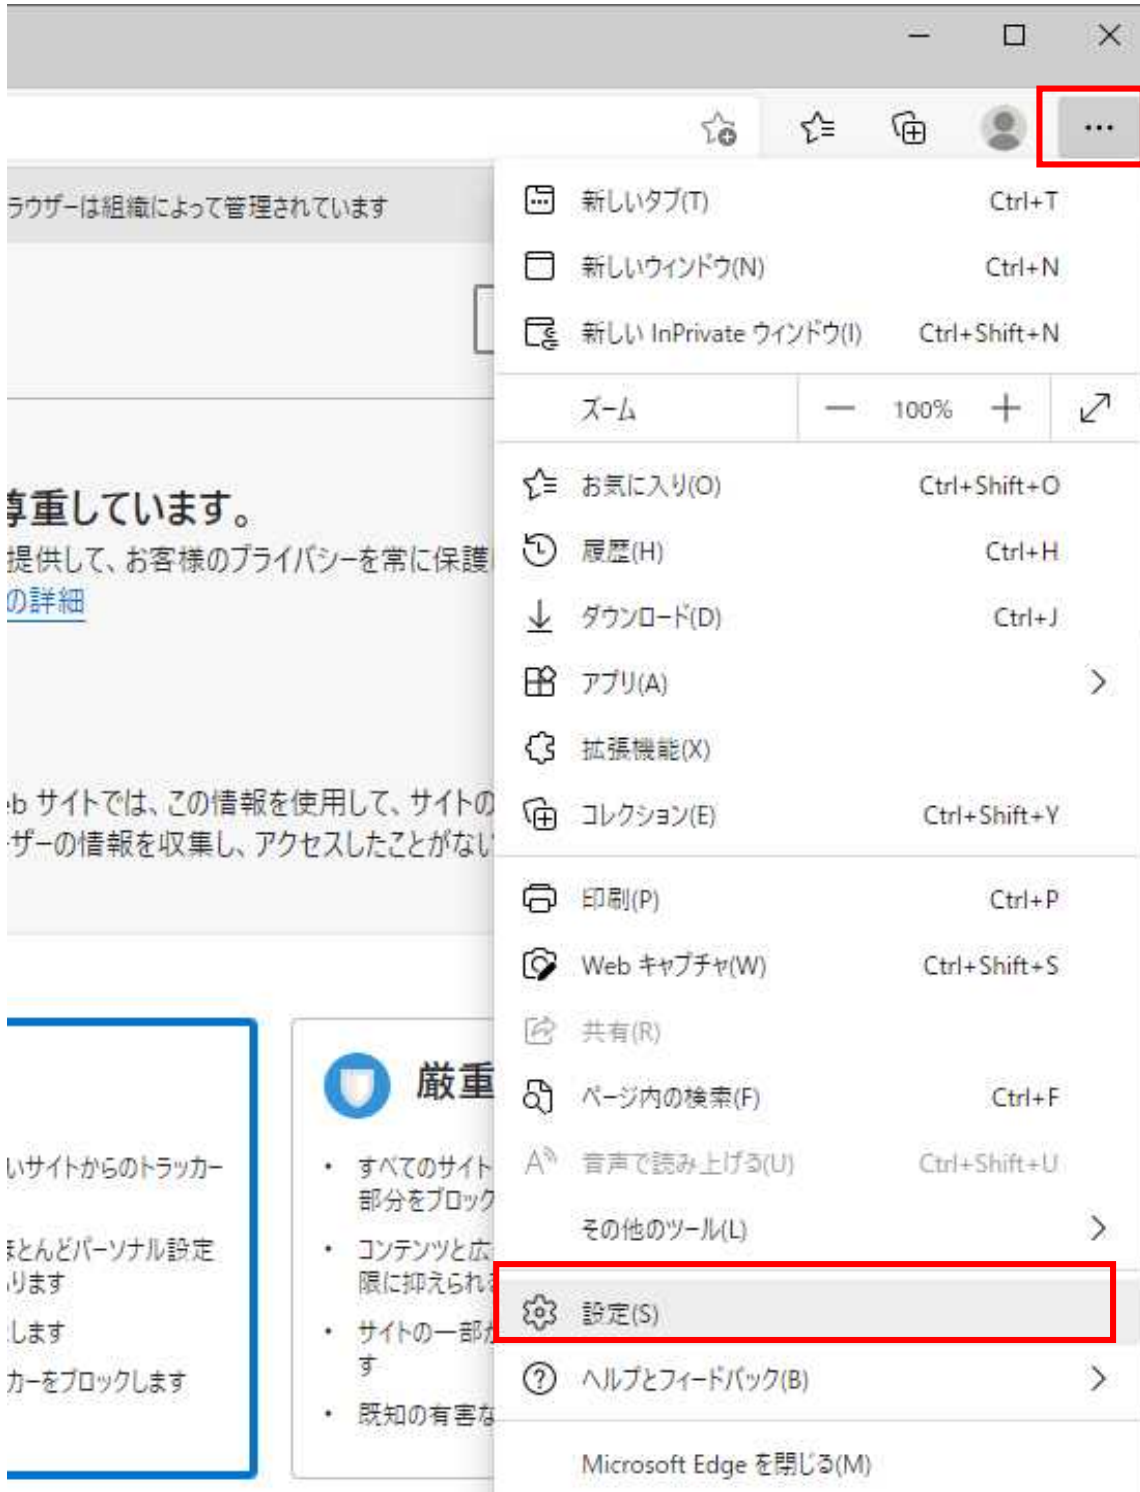 ラウザーは組織によって管理されています
尊重しています。
提供して、お客様のプライバシーを常に保護
の詳細
eb サイトでは、この情報を使用して、サイトの
ザーの情報を収集し、アクセスしたことがない
いサイトからのトラッカー
ほとんどパーソナル設定
ります
します
カーをブロックします
厳重
• すべてのサイト
部分をブロック
• コンテンツと広
限に抑えられ
• サイトの一部が
す
• 既知の有害な
新しいタブ(T) Ctrl+T
新しいウィンドウ(N) Ctrl+N
新しい InPrivate ウィンドウ(I) Ctrl+Shift+N
ズーム — 100% +
お気に入り(O) Ctrl+Shift+O
履歴(H) Ctrl+H
ダウンロード(D) Ctrl+J
アプリ(A)
拡張機能(X)
コレクション(E) Ctrl+Shift+Y
印刷(P) Ctrl+P
Web キャプチャ(W) Ctrl+Shift+S
共有(R)
ページ内の検索(F) Ctrl+F
音声で読み上げる(U) Ctrl+Shift+U
その他のツール(L)
設定(S)
ヘルプとフィードバック(B)
Microsoft Edge を閉じる(M)